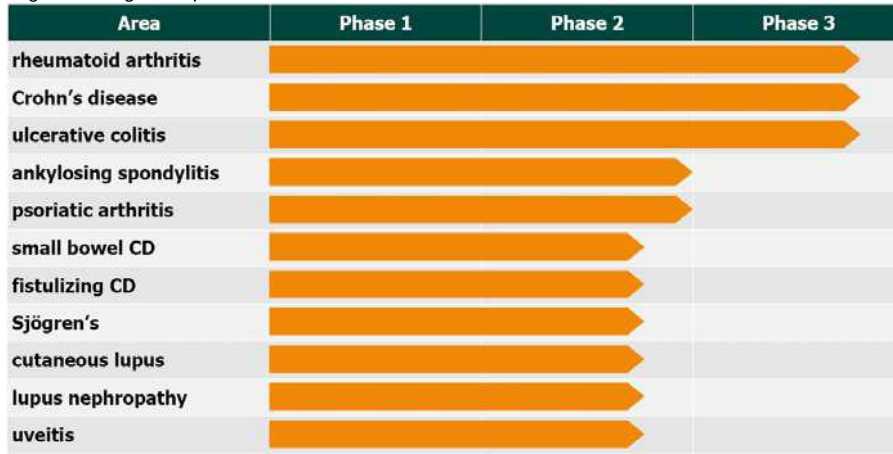 Area Phase 1 Phase 2 Phase 3
rheumatoid arthritis
Crohn's disease
ulcerative colitis
ankylosing spondylitis
psoriatic arthritis
small bowel CD
fistulizing CD
Sjögren's
cutaneous lupus
lupus nephropathy
uveitis